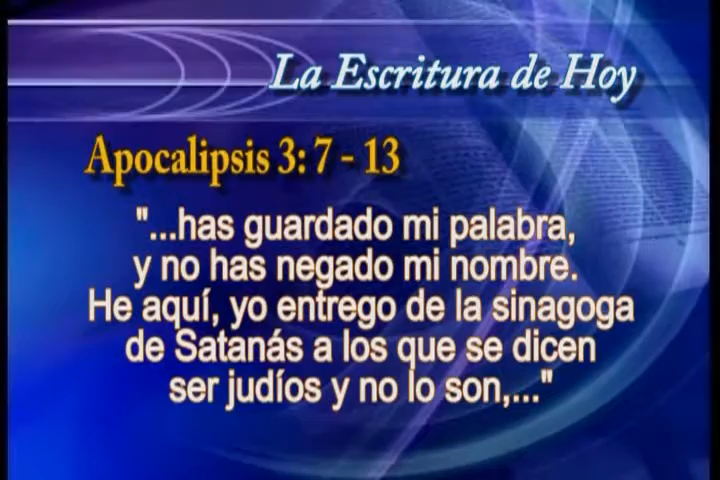 La Escritura de Hoy
Apocalipsis 3: 7 - 13
"...has guardado mi palabra,
y no has negado mi nombre.
He aquí, yo entrego de la sinagoga
de Satanás a los que se dicen
ser judíos y no lo son,..."